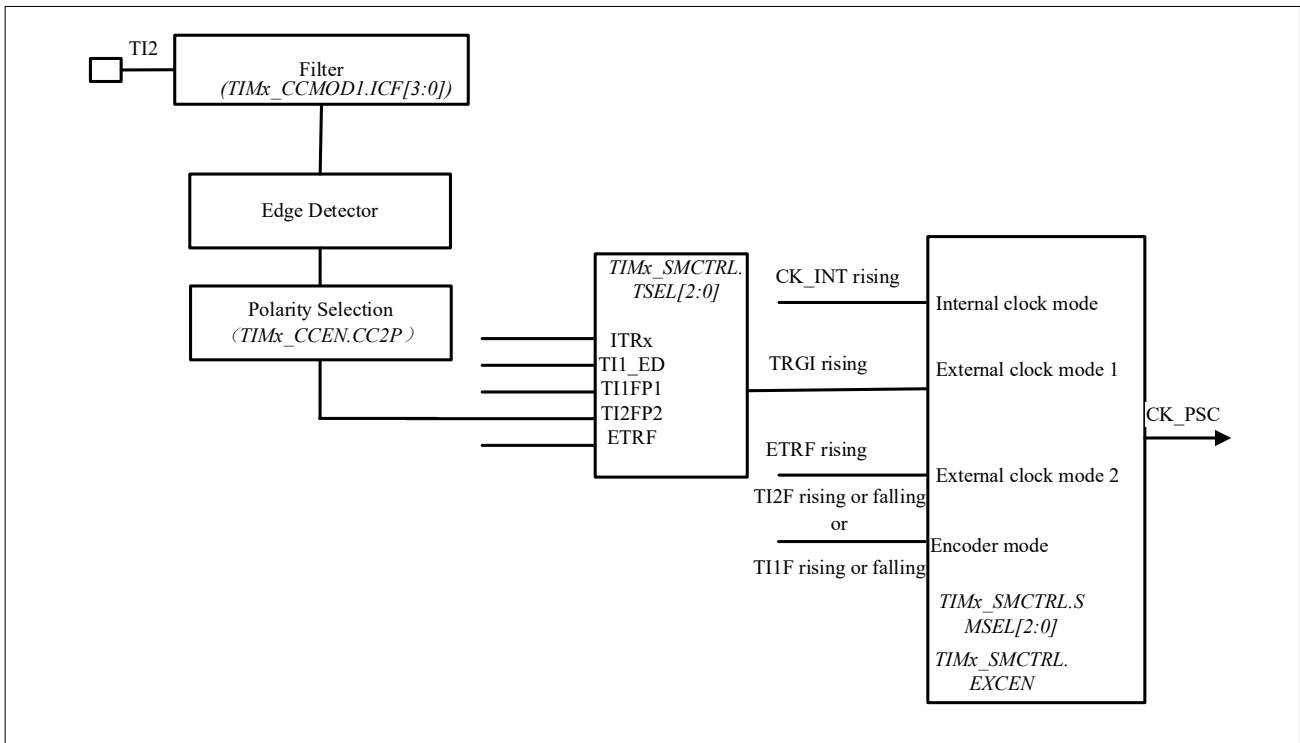 TI2
Filter
(TIMx_CCMOD1.ICF[3:0])
Edge Detector
Polarity Selection
（TIMx_CCEN.CC2P）
TIMx_SMCTRL.
TSEL[2:0]
ITRx
TI1_ED
TI1FP1
TI2FP2
ETRF
CK_INT rising
TRGI rising
ETRF rising
TI2F rising or falling
or
TI1F rising or falling
Internal clock mode
External clock mode 1
External clock mode 2
Encoder mode
TIMx_SMCTRL.S
MSEL[2:0]
TIMx_SMCTRL.
EXCEN
CK_PSC